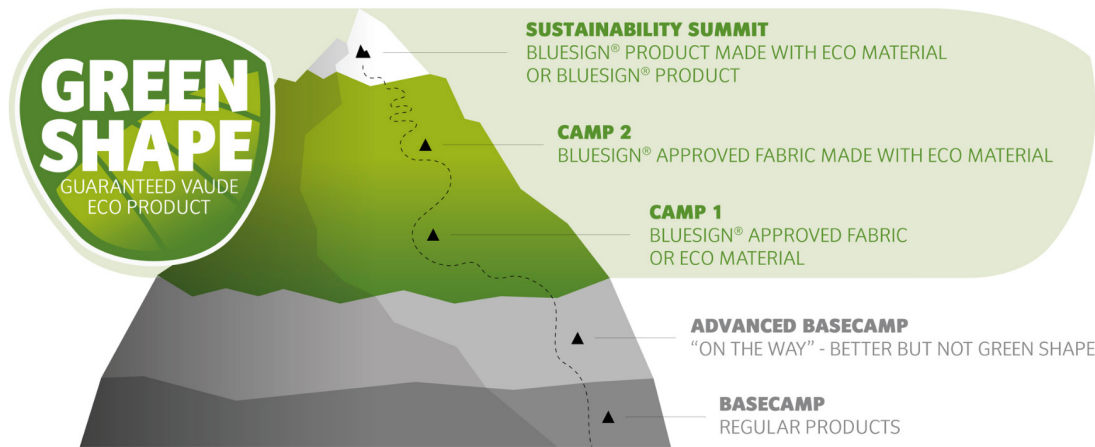 GREEN
SHAPE
GUARANTEED VAUDE
ECO PRODUCT
SUSTAINABILITY SUMMIT
BLUESIGN® PRODUCT MADE WITH ECO MATERIAL
OR BLUESIGN® PRODUCT
CAMP 2
BLUESIGN® APPROVED FABRIC MADE WITH ECO MATERIAL
CAMP 1
BLUESIGN® APPROVED FABRIC
OR ECO MATERIAL
ADVANCED BASECAMP
“ON THE WAY” - BETTER BUT NOT GREEN SHAPE
BASECAMP
REGULAR PRODUCTS